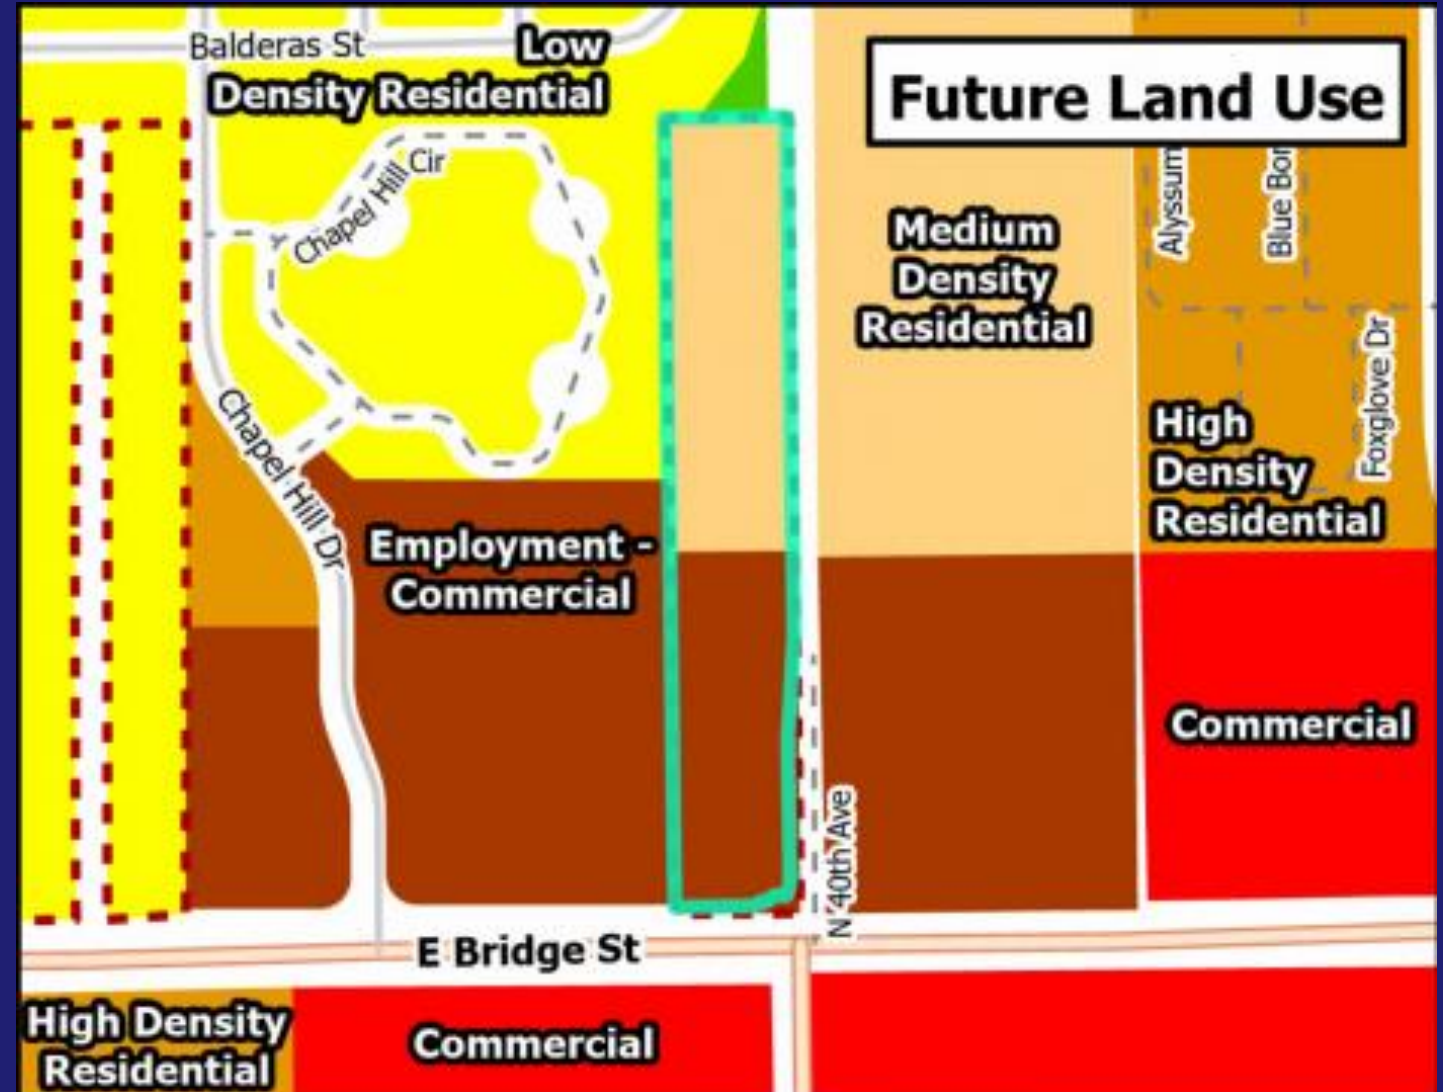 Balderas St
Low
Density Residential
Future Land Use
Chapel Hill Cir
Alyssum
Blue Bon
Medium
Density
Residential
Foxglove Dr
Chapel Hill Dr
High
Density
Residential
Employment -
Commercial
Commercial
N 40th Ave
E Bridge St
High Density
Residential
Commercial